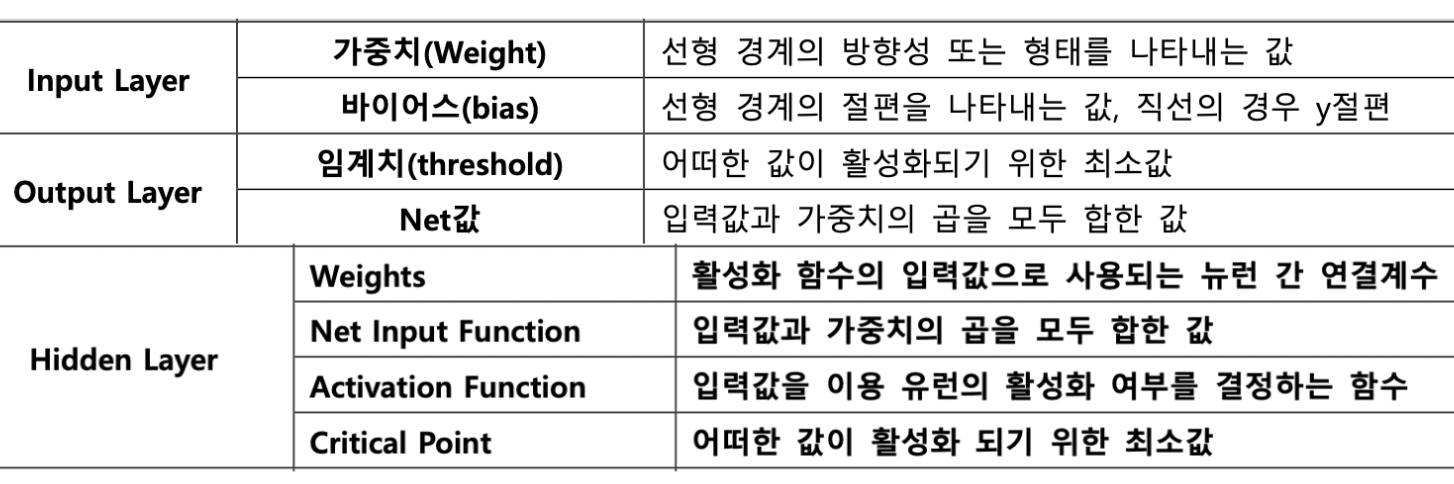 Input Layer
가중치(Weight)
선형 경계의 방향성 또는 형태를 나타내는 값
바이어스(bias)
선형 경계의 절편을 나타내는 값, 직선의 경우 y절편
Output Layer
임계치(threshold)
어떠한 값이 활성화되기 위한 최소값
Net값
입력값과 가중치의 곱을 모두 합한 값
Hidden Layer
Weights
활성화 함수의 입력값으로 사용되는 뉴런 간 연결계수
Net Input Function
입력값과 가중치의 곱을 모두 합한 값
Activation Function
입력값을 이용 유런의 활성화 여부를 결정하는 함수
Critical Point
어떠한 값이 활성화 되기 위한 최소값